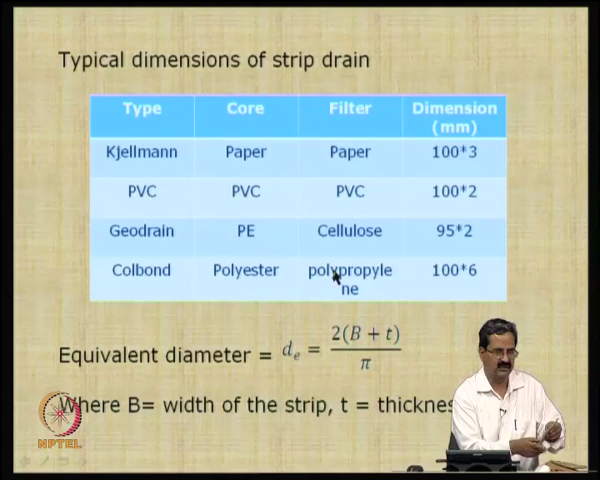 Typical dimensions of strip drain
Type Core Filter Dimension (mm)
Kjellmann Paper Paper 100*3
PVC PVC PVC 100*2
Geodrain PE Cellulose 95*2
Colbond Polyester polypropyle
ne 100*6
Equivalent diameter = d_e = 2(B + t) / π
Where B= width of the strip, t = thicknes
NPTEL